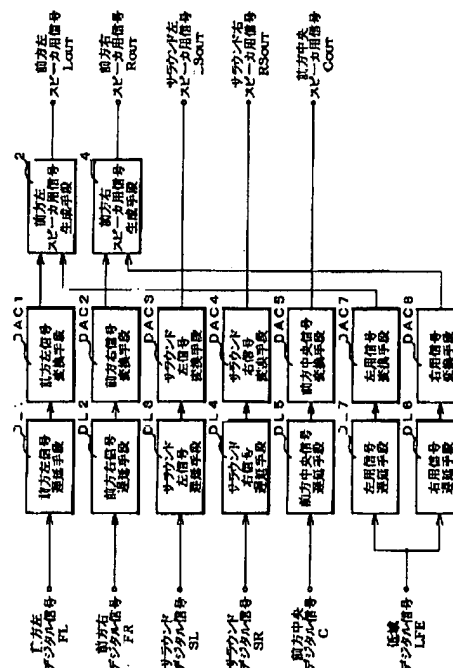 前方左
デジタル信号
FL
前方右
デジタル信号
FR
サラウンド左
デジタル信号
SL
サラウンド右
デジタル信号
SR
前方中央
デジタル信号
C
低域
デジタル信号
LFE
前方左信号
遅延手段
DL2
前方右信号
遅延手段
DL3
サラウンド
左信号
遅延手段
DL4
サラウンド
右信号
遅延手段
DL5
前方中央信号
遅延手段
DL7
左用信号
遅延手段
DL8
右用信号
遅延手段
DAC1
前方左信号
変換手段
DAC2
前方右信号
変換手段
DAC3
サラウンド
左信号
変換手段
DAC4
サラウンド
右信号
変換手段
DAC5
前方中央信号
変換手段
DAC7
左用信号
変換手段
DAC8
右用信号
変換手段
2
前方左
スピーカ用信号
生成手段
4
前方右
スピーカ用信号
生成手段
前方左
スピーカ用信号
LOUT
前方右
スピーカ用信号
ROUT
サラウンド左
スピーカ用信号
サラウンド右
スピーカ用信号
RSOUT
前方中央
スピーカ用信号
COUT